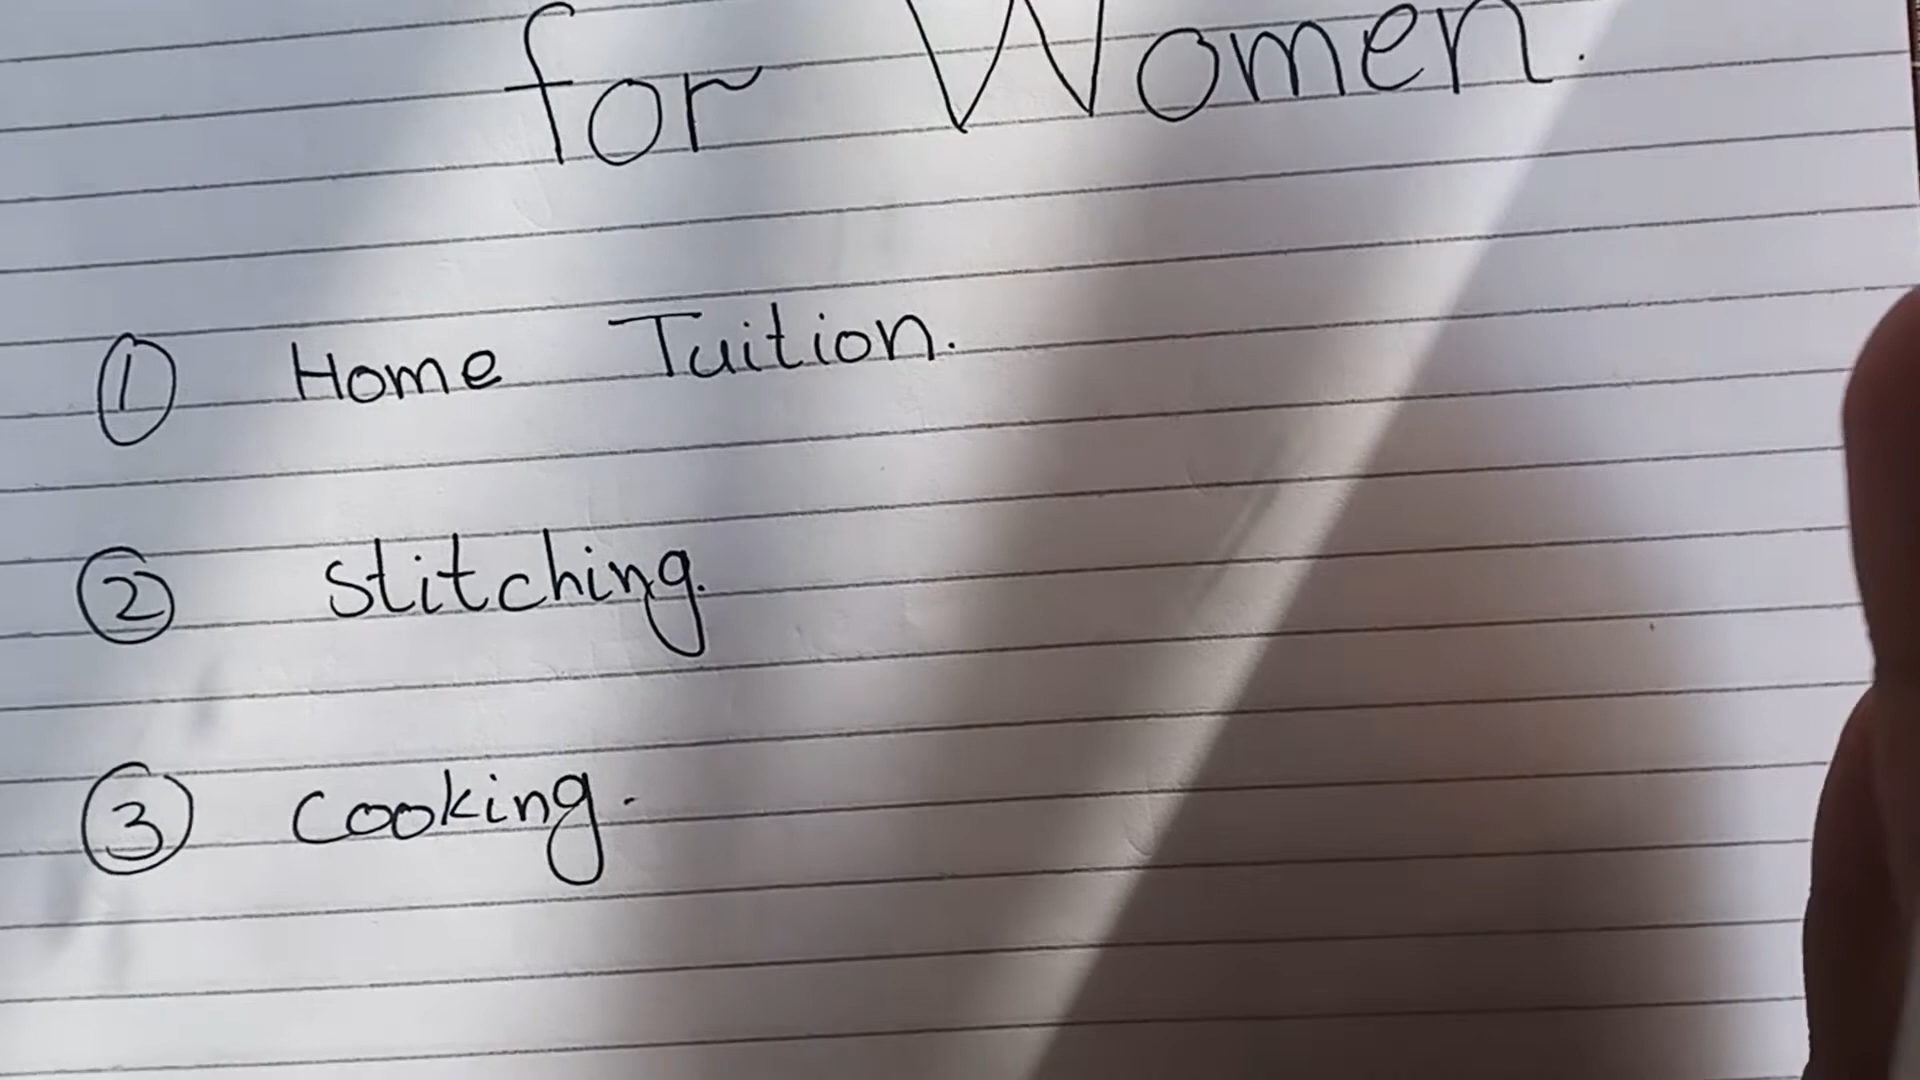 for Women.
① Home Tuition.
② Stitching.
③ Cooking.